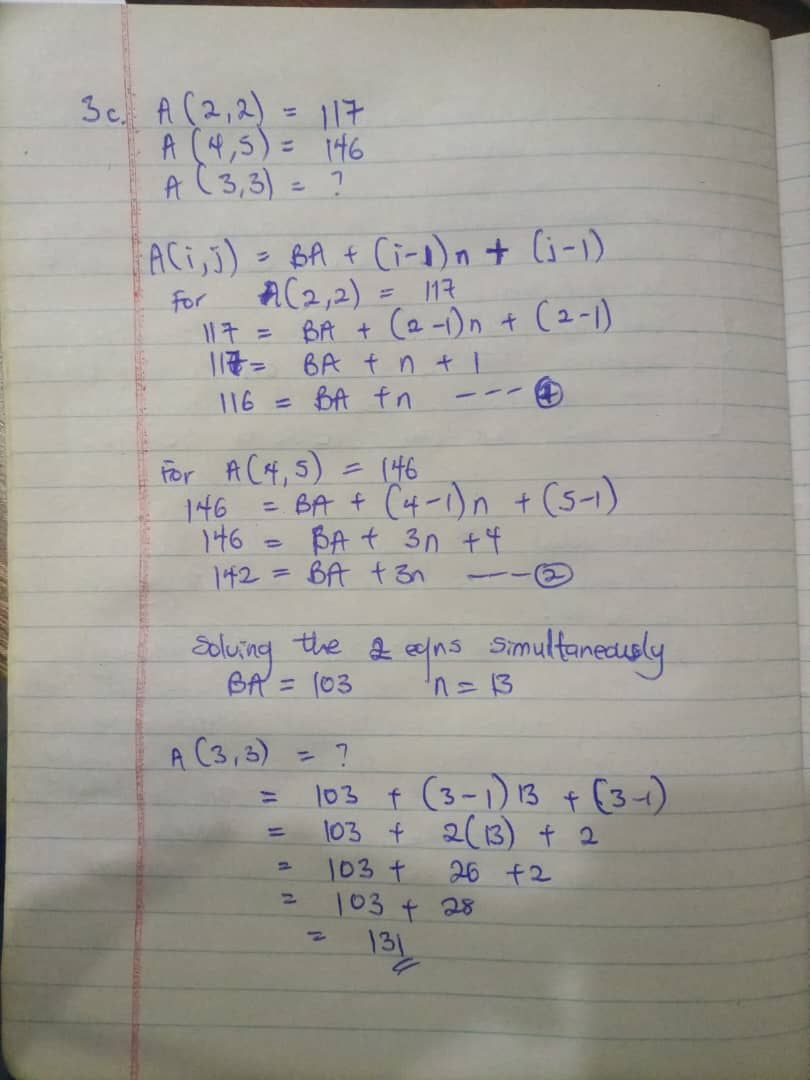 3c. A(2,2) = 117
A(4,5) = 146
A(3,3) = ?
A(i,j) = BA + (i-1)n + (j-1)
For A(2,2) = 117
117 = BA + (2-1)n + (2-1)
117 = BA + n + 1
116 = BA + n ---- ①
For A(4,5) = 146
146 = BA + (4-1)n + (5-1)
146 = BA + 3n + 4
142 = BA + 3n ---- ②
Solving the 2 eqns simultaneously
BA = 103 n = 13
A(3,3) = ?
= 103 + (3-1)13 + (3-1)
= 103 + 2(13) + 2
= 103 + 26 + 2
= 103 + 28
= 131